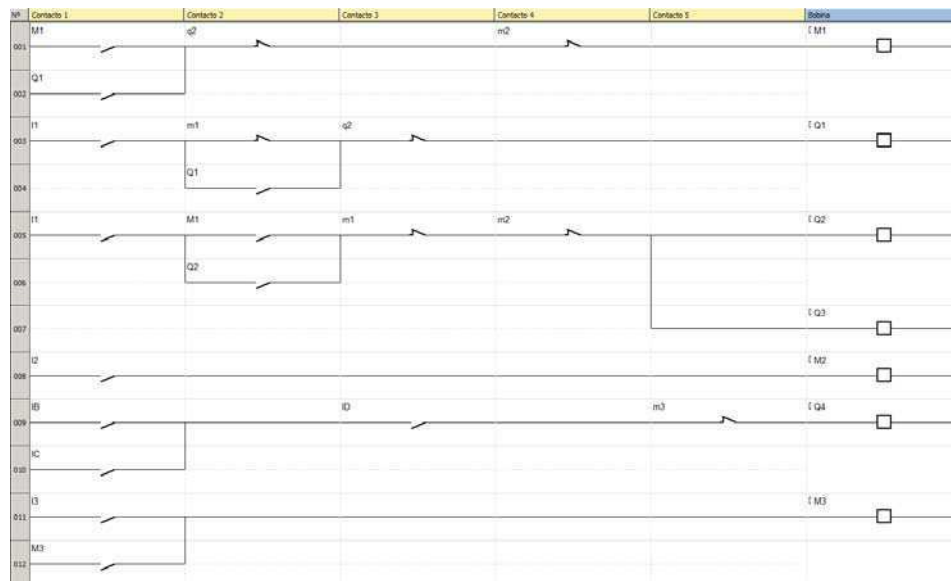 Nº Contacto 1 Contacto 2 Contacto 3 Contacto 4 Contacto 5 Bobina
M1 q2 m2 [ M1
001
Q1
002
I1 m1 q2 [ Q1
003
Q1
004
I1 M1 m1 m2 [ Q2
005
Q2
006
[ Q3
007
I2 [ M2
008
IB ID m3 [ Q4
009
IC
010
I3 [ M3
011
M3
012